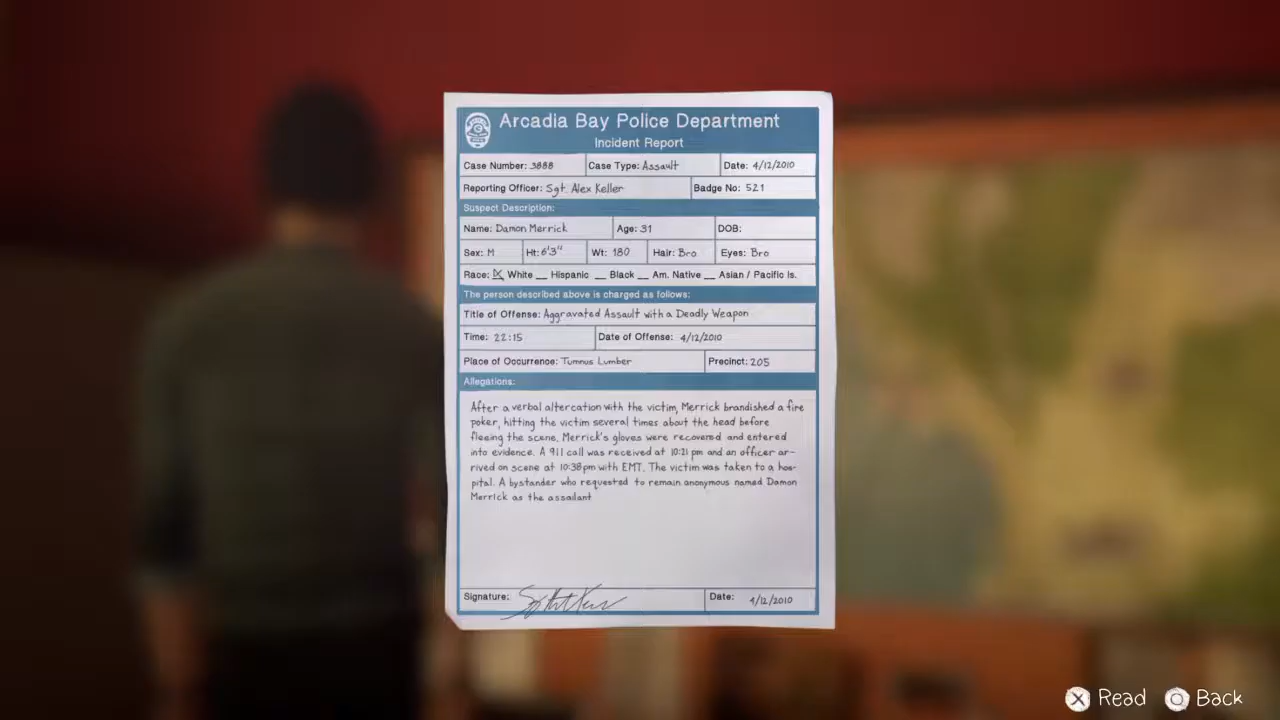 Arcadia Bay Police Department
Incident Report
Case Number: 3888 Case Type: Assault Date: 4/12/2010
Reporting Officer: Sgt. Alex Keller Badge No: 521
Suspect Description:
Name: Damon Merrick Age: 31 DOB:
Sex: M Ht: 6'3" Wt: 180 Hair: Bro Eyes: Bro
Race: X White __ Hispanic __ Black __ Am. Native __ Asian / Pacific Is.
The person described above is charged as follows:
Title of Offense: Aggravated Assault with a Deadly Weapon
Time: 22:15 Date of Offense: 4/12/2010
Place of Occurrence: Tumnus Lumber Precinct: 205
Allegations:
After a verbal altercation with the victim, Merrick brandished a fire
poker, hitting the victim several times about the head before
fleeing the scene. Merrick's gloves were recovered and entered
into evidence. A 911 call was received at 10:21 pm and an officer ar-
rived on scene at 10:38pm with EMT. The victim was taken to a hos-
pital. A bystander who requested to remain anonymous named Damon
Merrick as the assailant
Signature: Date: 4/12/2010
Read Back